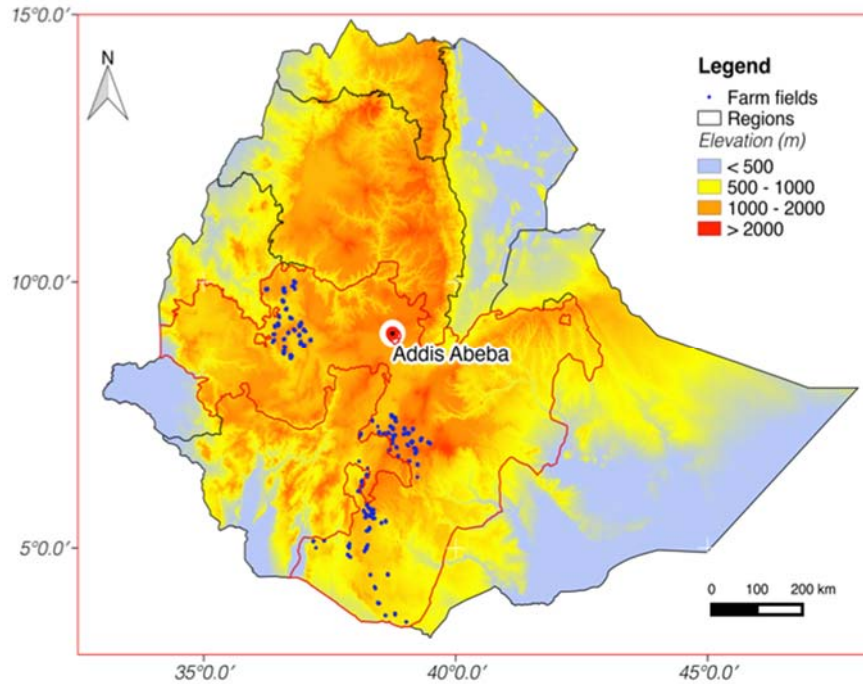 15°0.0′
N
Legend
Farm fields
Regions
Elevation (m)
< 500
500 - 1000
1000 - 2000
> 2000
10°0.0′
Addis Abeba
5°0.0′
0 100 200 km
35°0.0′ 40°0.0′ 45°0.0′